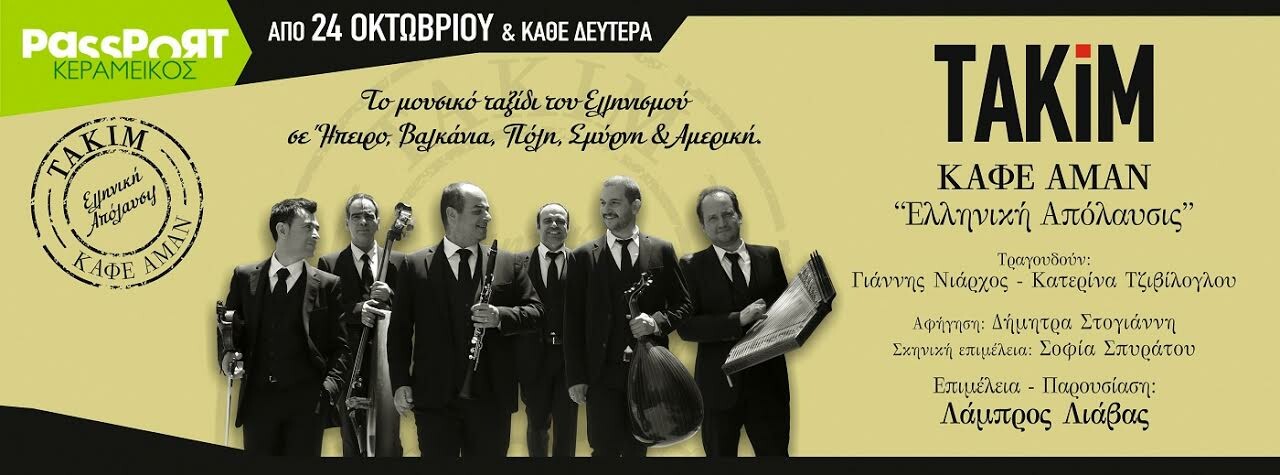 PassPoRT
ΚΕΡΑΜΕΙΚΟΣ
ΑΠΟ 24 ΟΚΤΩΒΡΙΟΥ & ΚΑΘΕ ΔΕΥΤΕΡΑ
Το μουσικό ταξίδι του Ελληνισμού
σε Ήπειρο, Βαλκάνια, Πόλη, Σμύρνη & Αμερική.
ΤΑΚΙΜ
Ελληνική
Απόλαυσις
ΚΑΦΕ ΑΜΑΝ
ΤΑΚΙΜ
TAKiM
ΚΑΦΕ ΑΜΑΝ
“Ελληνική Απόλαυσις”
Τραγουδούν:
Γιάννης Νιάρχος - Κατερίνα Τζιβίλογλου
Αφήγηση: Δήμητρα Στογιάννη
Σκηνική επιμέλεια: Σοφία Σπυράτου
Επιμέλεια - Παρουσίαση:
Λάμπρος Λιάβας